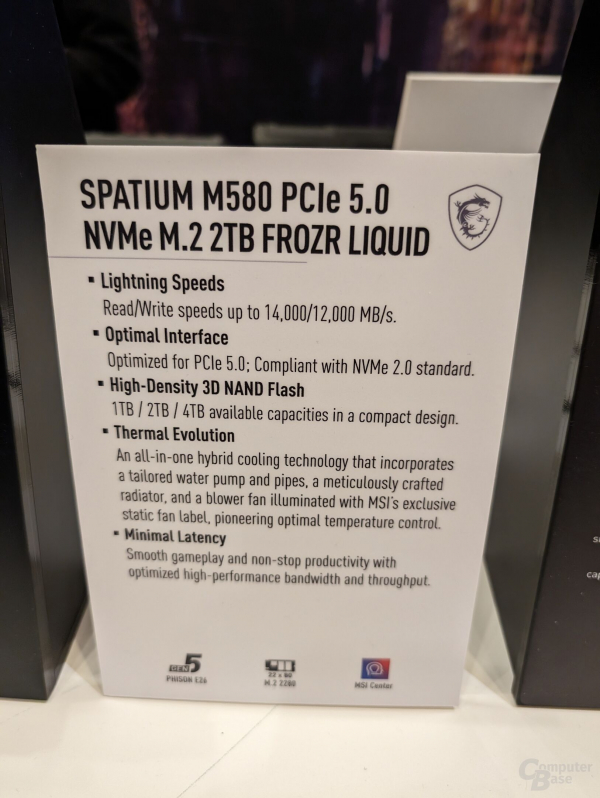 SPATIUM M580 PCIe 5.0
NVMe M.2 2TB FROZR LIQUID
▪ Lightning Speeds
Read/Write speeds up to 14,000/12,000 MB/s.
▪ Optimal Interface
Optimized for PCIe 5.0; Compliant with NVMe 2.0 standard.
▪ High-Density 3D NAND Flash
1TB / 2TB / 4TB available capacities in a compact design.
▪ Thermal Evolution
An all-in-one hybrid cooling technology that incorporates
a tailored water pump and pipes, a meticulously crafted
radiator, and a blower fan illuminated with MSI's exclusive
static fan label, pioneering optimal temperature control.
▪ Minimal Latency
Smooth gameplay and non-stop productivity with
optimized high-performance bandwidth and throughput.
GEN5
PHISON E26
22 x 80
M.2 2280
MSI Center
ComputerBase